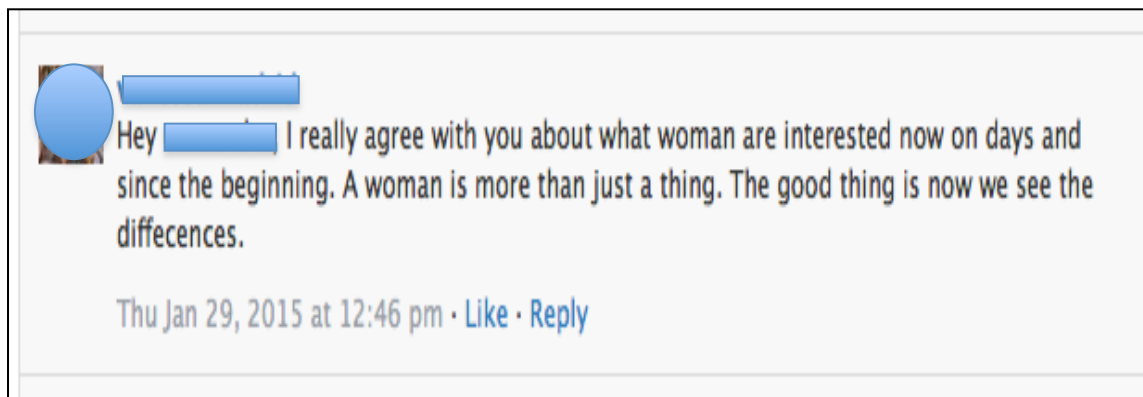 Hey I really agree with you about what woman are interested now on days and
since the beginning. A woman is more than just a thing. The good thing is now we see the
diffecences.
Thu Jan 29, 2015 at 12:46 pm · Like · Reply